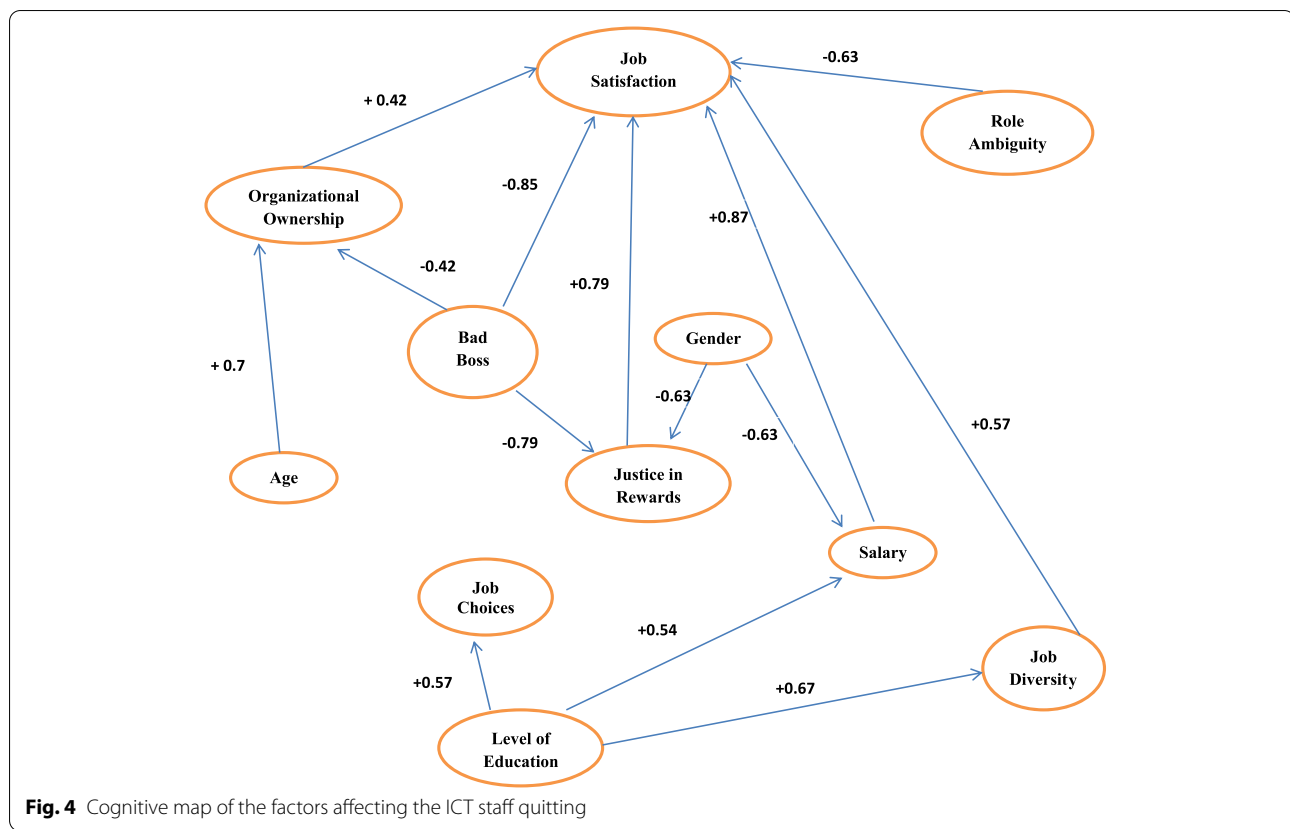 Job
Satisfaction
-0.63
+ 0.42
Role
Ambiguity
Organizational
Ownership
-0.85
+0.87
-0.42
+0.79
Bad
Boss
Gender
+ 0.7
-0.63
-0.63
+0.57
-0.79
Age
Justice in
Rewards
Salary
Job
Choices
+0.54
Job
Diversity
+0.57
+0.67
Level of
Education
Fig. 4 Cognitive map of the factors affecting the ICT staff quitting